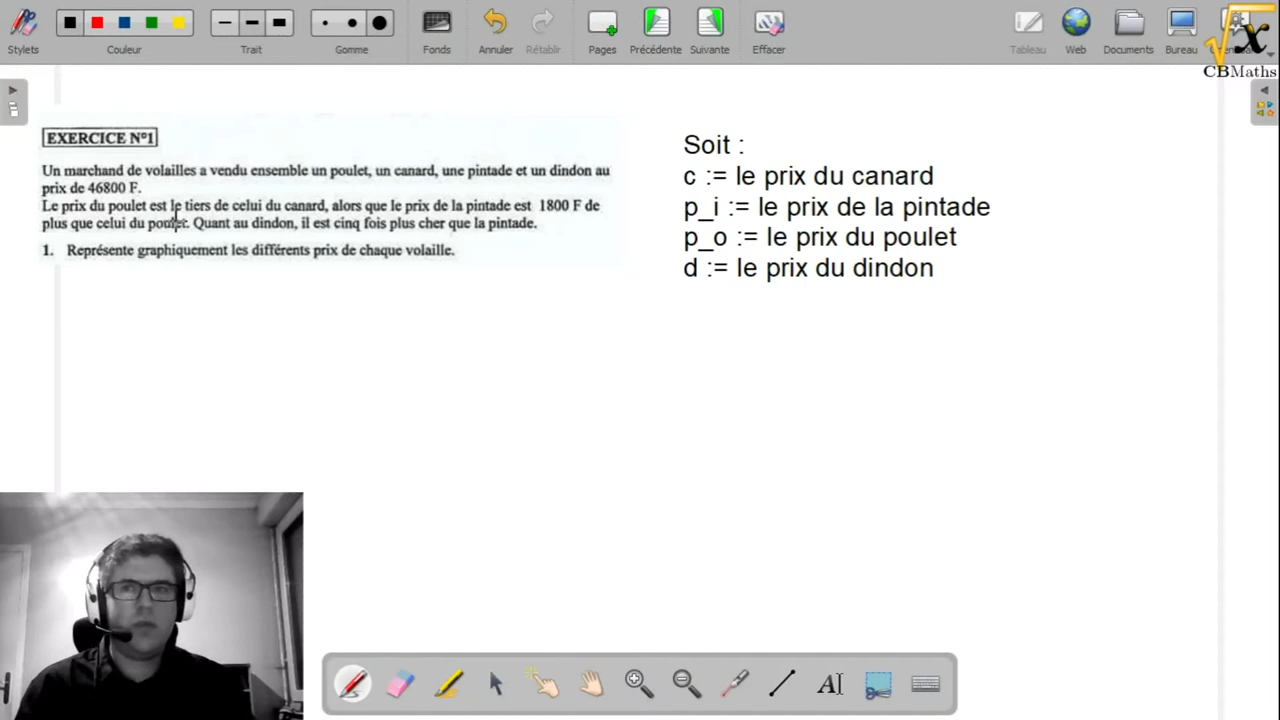 Stylets
Couleur
Trait
Gomme
Fonds
Annuler
Rétablir
Pages
Précédente
Suivante
Effacer
Tableau
Web
Documents
Bureau
CBMaths
EXERCICE N°1
Un marchand de volailles a vendu ensemble un poulet, un canard, une pintade et un dindon au
prix de 46800 F.
Le prix du poulet est le tiers de celui du canard, alors que le prix de la pintade est 1800 F de
plus que celui du poulet. Quant au dindon, il est cinq fois plus cher que la pintade.
1. Représente graphiquement les différents prix de chaque volaille.
Soit :
c := le prix du canard
p_i := le prix de la pintade
p_o := le prix du poulet
d := le prix du dindon